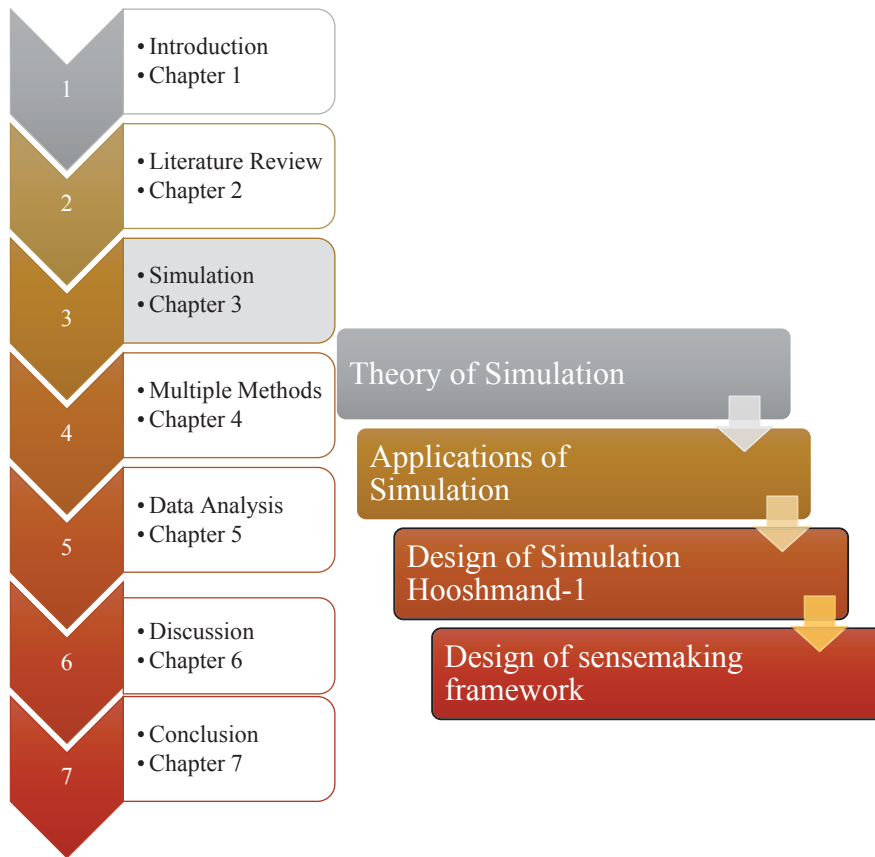 1
• Introduction
• Chapter 1
2
• Literature Review
• Chapter 2
3
• Simulation
• Chapter 3
4
• Multiple Methods
• Chapter 4
5
• Data Analysis
• Chapter 5
6
• Discussion
• Chapter 6
7
• Conclusion
• Chapter 7
Theory of Simulation
Applications of
Simulation
Design of Simulation
Hooshmand-1
Design of sensemaking
framework